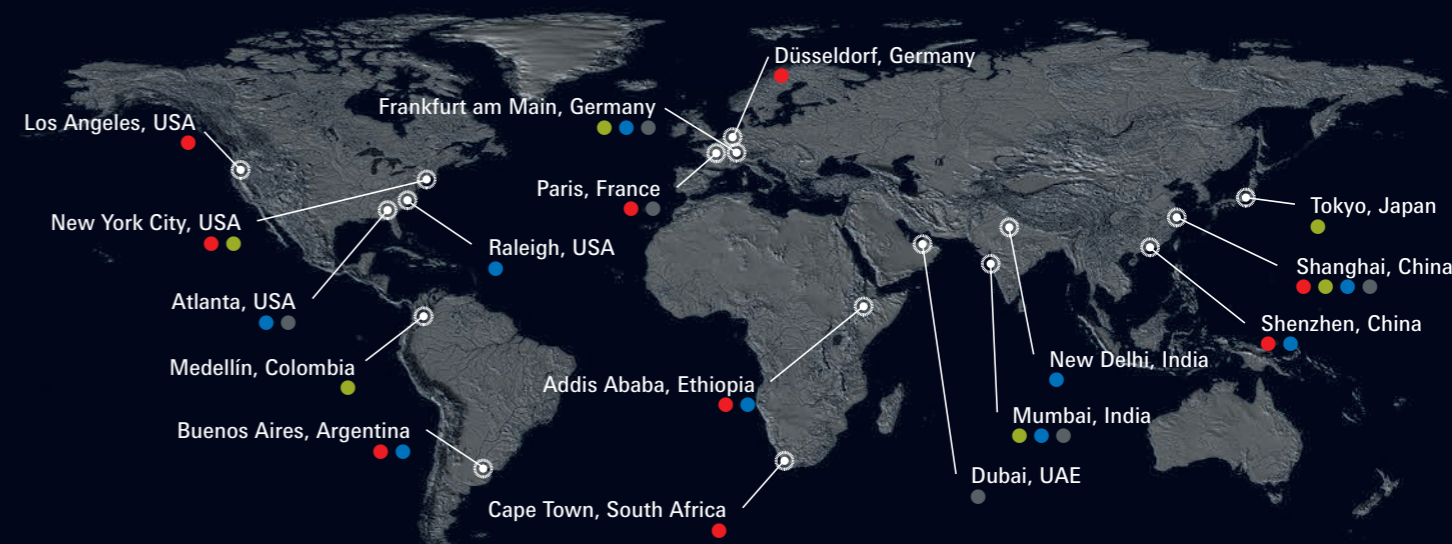 Düsseldorf, Germany
Frankfurt am Main, Germany
Los Angeles, USA
Paris, France
New York City, USA
Raleigh, USA
Tokyo, Japan
Shanghai, China
Atlanta, USA
Shenzhen, China
New Delhi, India
Medellín, Colombia
Addis Ababa, Ethiopia
Mumbai, India
Buenos Aires, Argentina
Dubai, UAE
Cape Town, South Africa